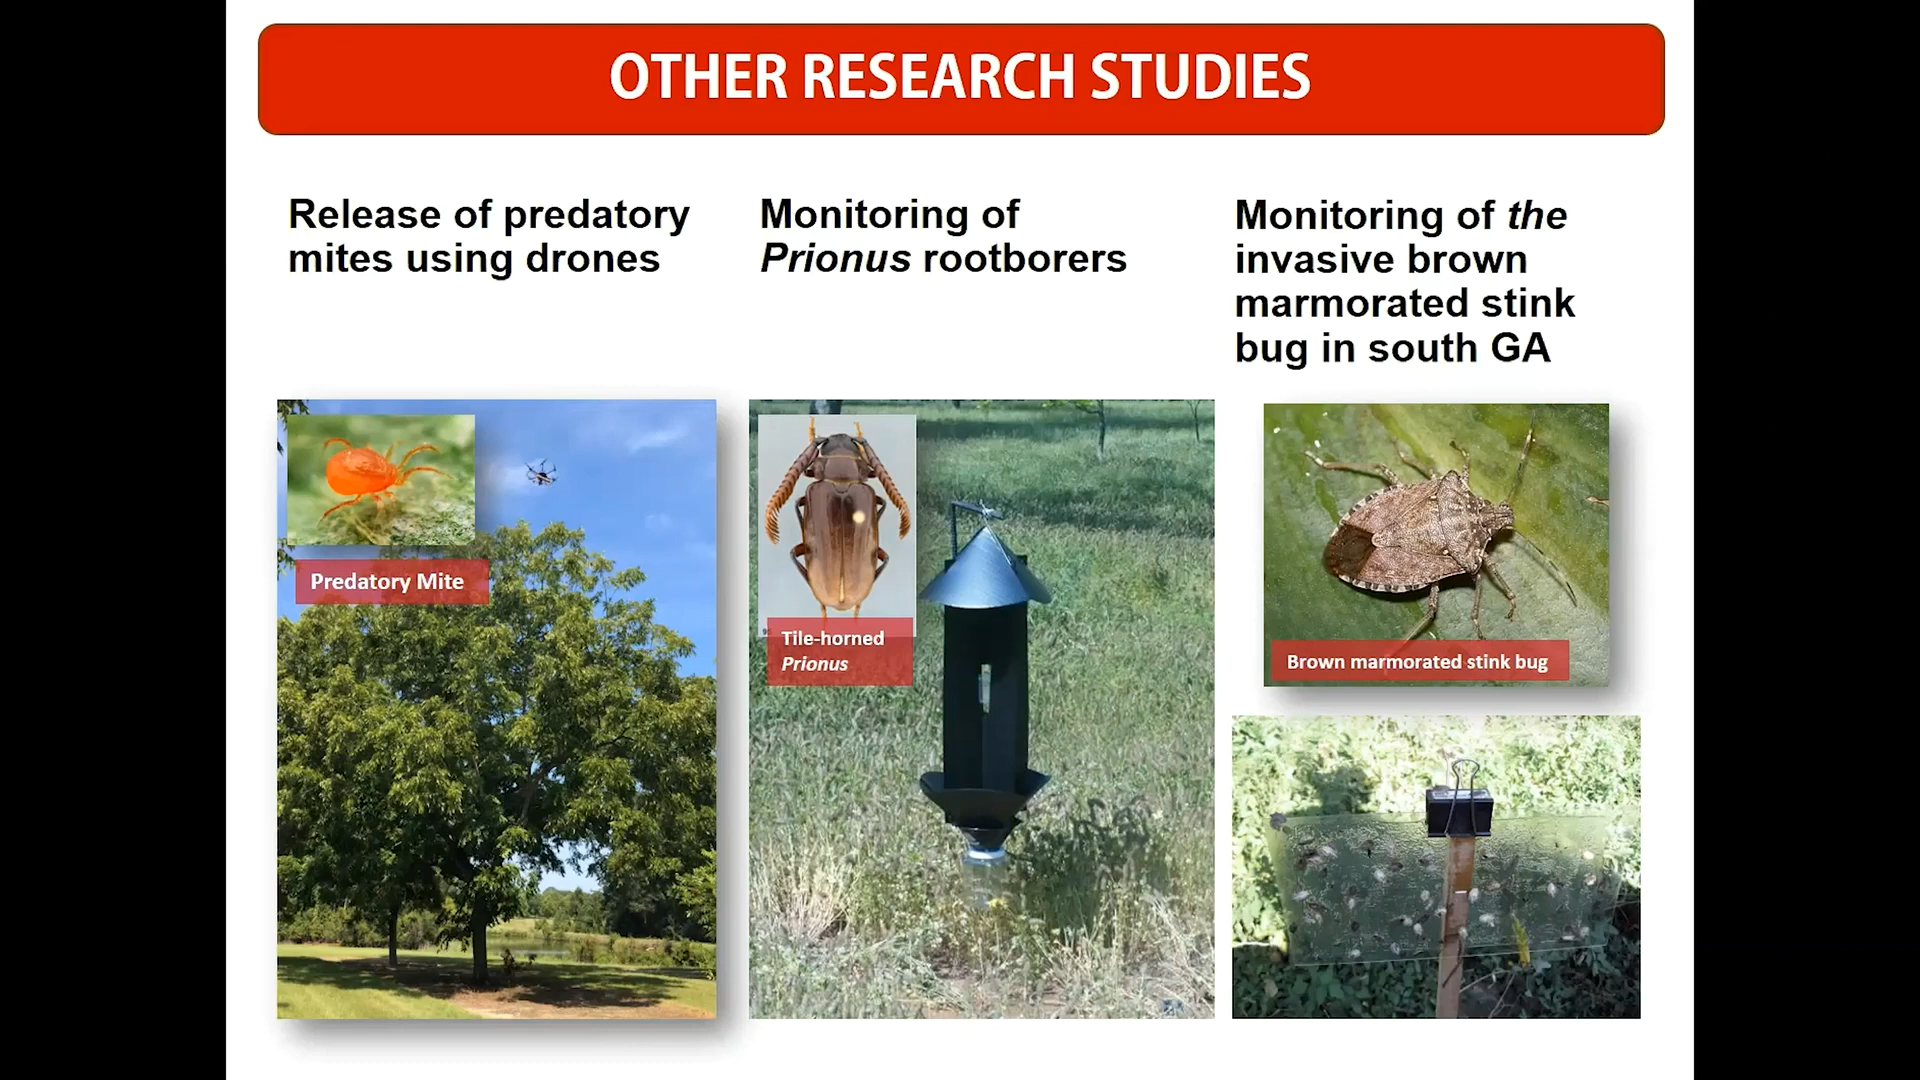 OTHER RESEARCH STUDIES
Release of predatory
mites using drones
Monitoring of
Prionus rootborers
Monitoring of the
invasive brown
marmorated stink
bug in south GA
Predatory Mite
Tile-horned
Prionus
Brown marmorated stink bug